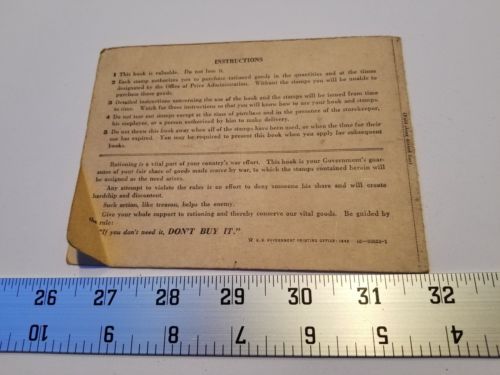 INSTRUCTIONS
1 This book is valuable. Do not lose it.
2 Each stamp authorizes you to purchase rationed goods in the quantities and at the times
designated by the Office of Price Administration. Without the stamps you will be unable to
purchase those goods.
3 Detailed instructions concerning the use of the book and the stamps will be issued from time
to time. Watch for those instructions so that you will know how to use your book and stamps.
4 Do not tear out stamps except at the time of purchase and in the presence of the storekeeper,
his employee, or a person authorized by him to make delivery.
5 Do not throw this book away when all of the stamps have been used, or when the time for their
use has expired. You may be required to present this book when you apply for subsequent
books.
Rationing is a vital part of your country's war effort. This book is your Government's guar-
antee of your fair share of goods made scarce by war, to which the stamps contained herein will
be assigned as the need arises.
Any attempt to violate the rules is an effort to deny someone his share and will create
hardship and discontent.
Such action, like treason, helps the enemy.
Give your whole support to rationing and thereby conserve our vital goods. Be guided by
the rule:
"If you don't need it, DON'T BUY IT."
U. S. GOVERNMENT PRINTING OFFICE : 1942
26 27 28 29 30 31 32
10 9 8 7 6 5 4